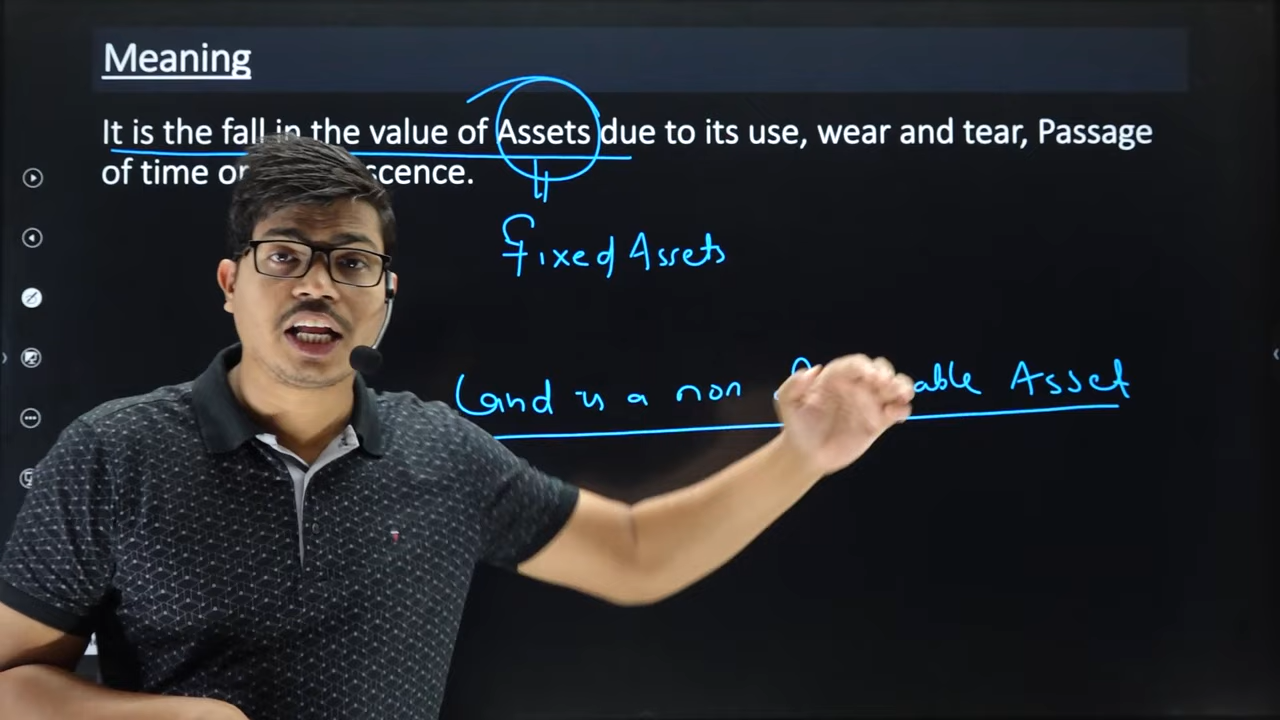 Meaning
It is the fall in the value of Assets due to its use, wear and tear, Passage
of time or scence.
Fixed Assets
Land is a non able Asset